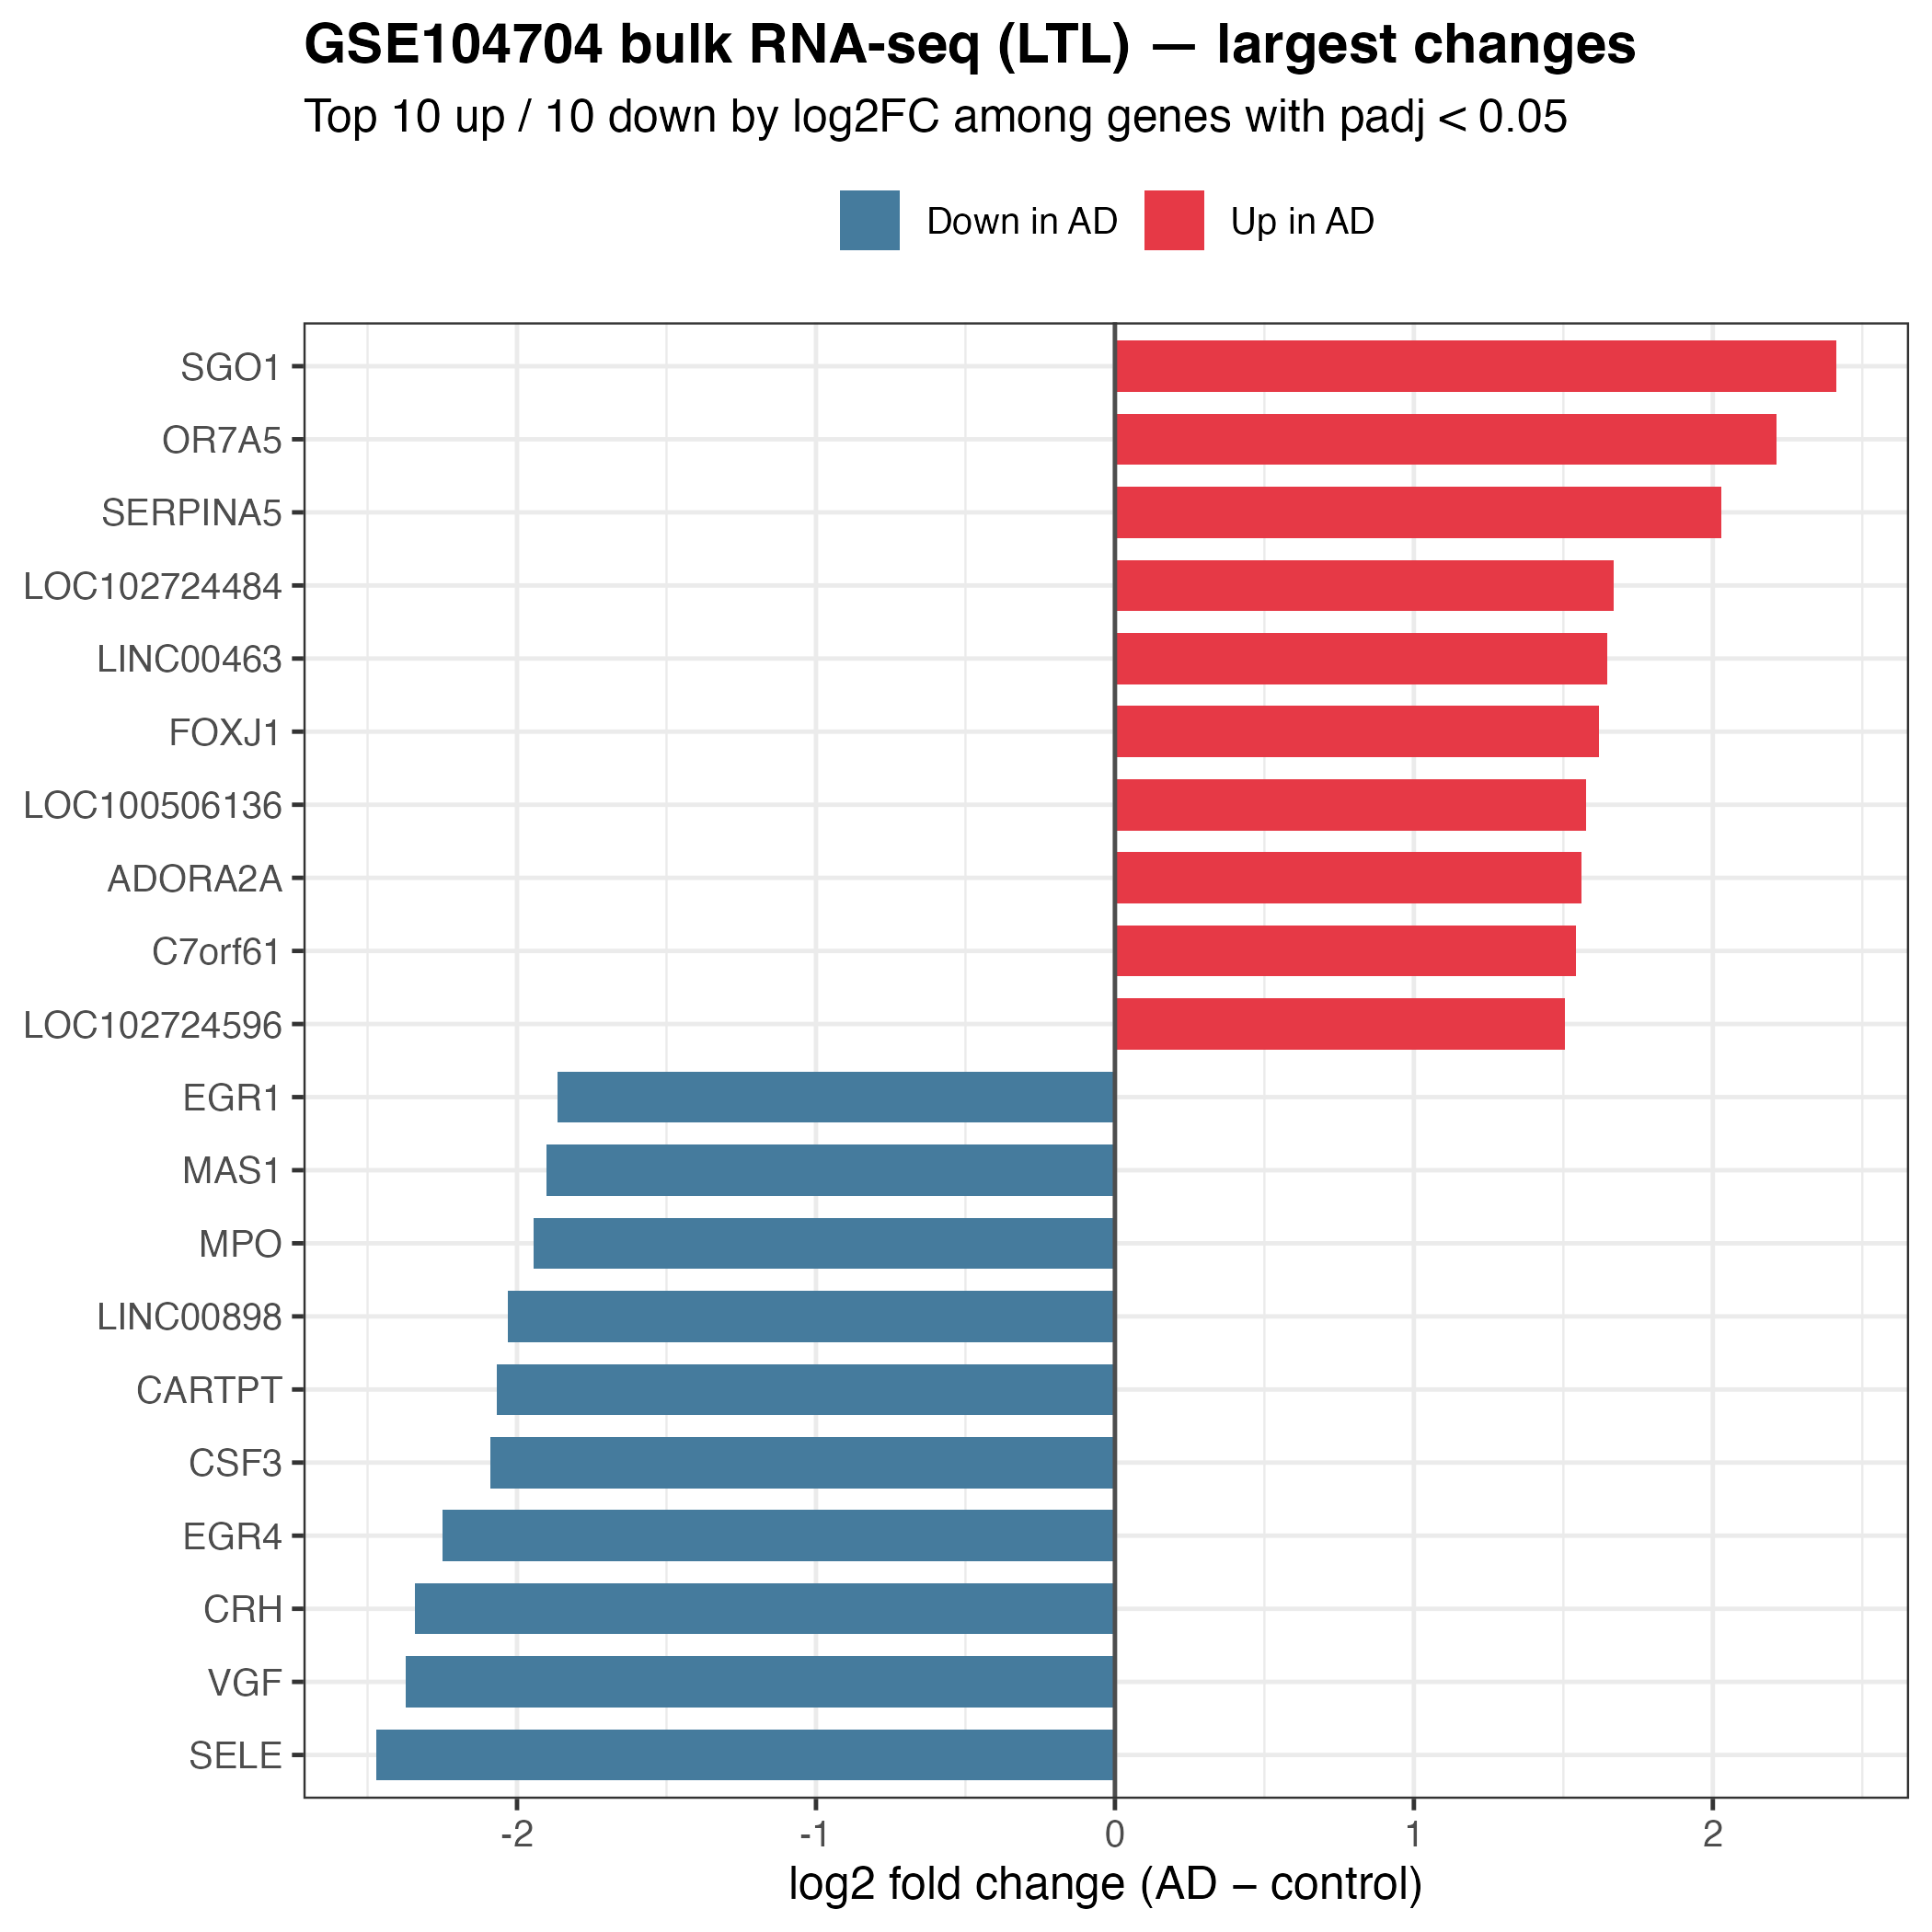 GSE104704 bulk RNA-seq (LTL) — largest changes
Top 10 up / 10 down by log2FC among genes with padj < 0.05
Down in AD
Up in AD
SGO1
OR7A5
SERPINA5
LOC102724484
LINC00463
FOXJ1
LOC100506136
ADORA2A
C7orf61
LOC102724596
EGR1
MAS1
MPO
LINC00898
CARTPT
CSF3
EGR4
CRH
VGF
SELE
-2 -1 0 1 2
log2 fold change (AD – control)